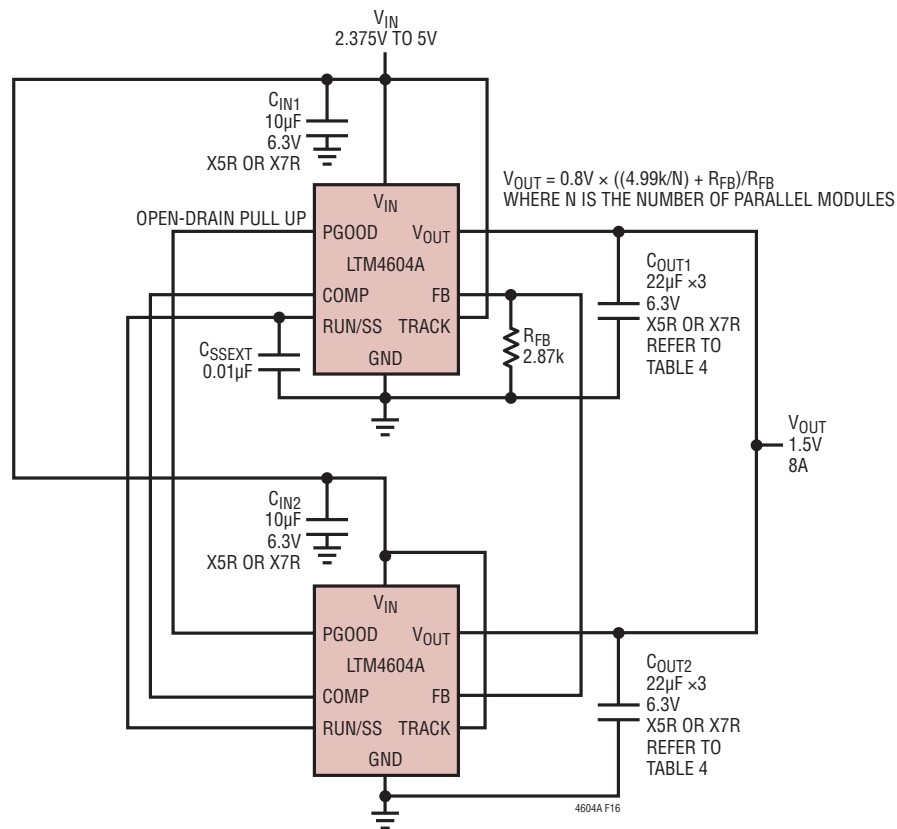 VIN
2.375V TO 5V
CIN1
10µF
6.3V
X5R OR X7R
VOUT = 0.8V × ((4.99k/N) + RFB)/RFB
WHERE N IS THE NUMBER OF PARALLEL MODULES
OPEN-DRAIN PULL UP
VIN
PGOOD
VOUT
LTM4604A
COMP
FB
RUN/SS
TRACK
GND
CSSEXT
0.01µF
RFB
2.87k
COUT1
22µF ×3
6.3V
X5R OR X7R
REFER TO
TABLE 4
VOUT
1.5V
8A
CIN2
10µF
6.3V
X5R OR X7R
VIN
PGOOD
VOUT
LTM4604A
COMP
FB
RUN/SS
TRACK
GND
COUT2
22µF ×3
6.3V
X5R OR X7R
REFER TO
TABLE 4
4604A F16